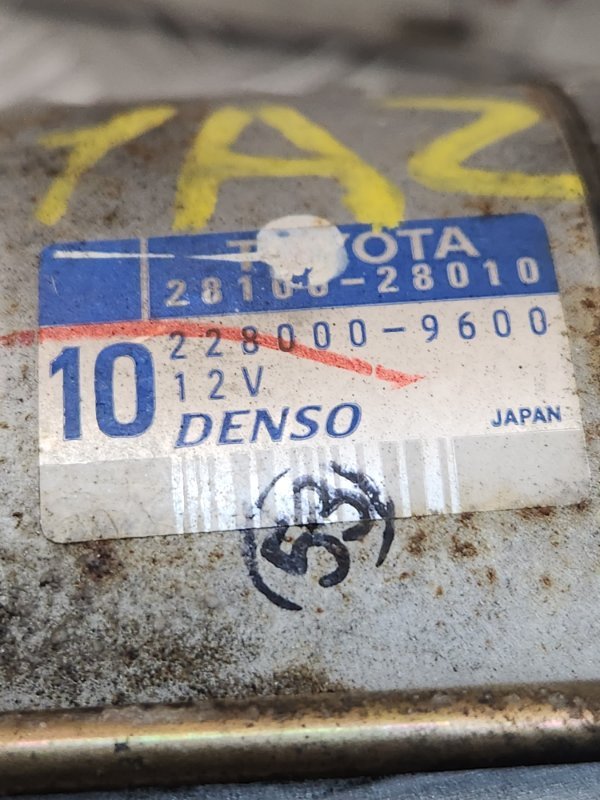 1AZ
TOYOTA
28100-28010
228000-9600
10
12V
DENSO
JAPAN
(53)